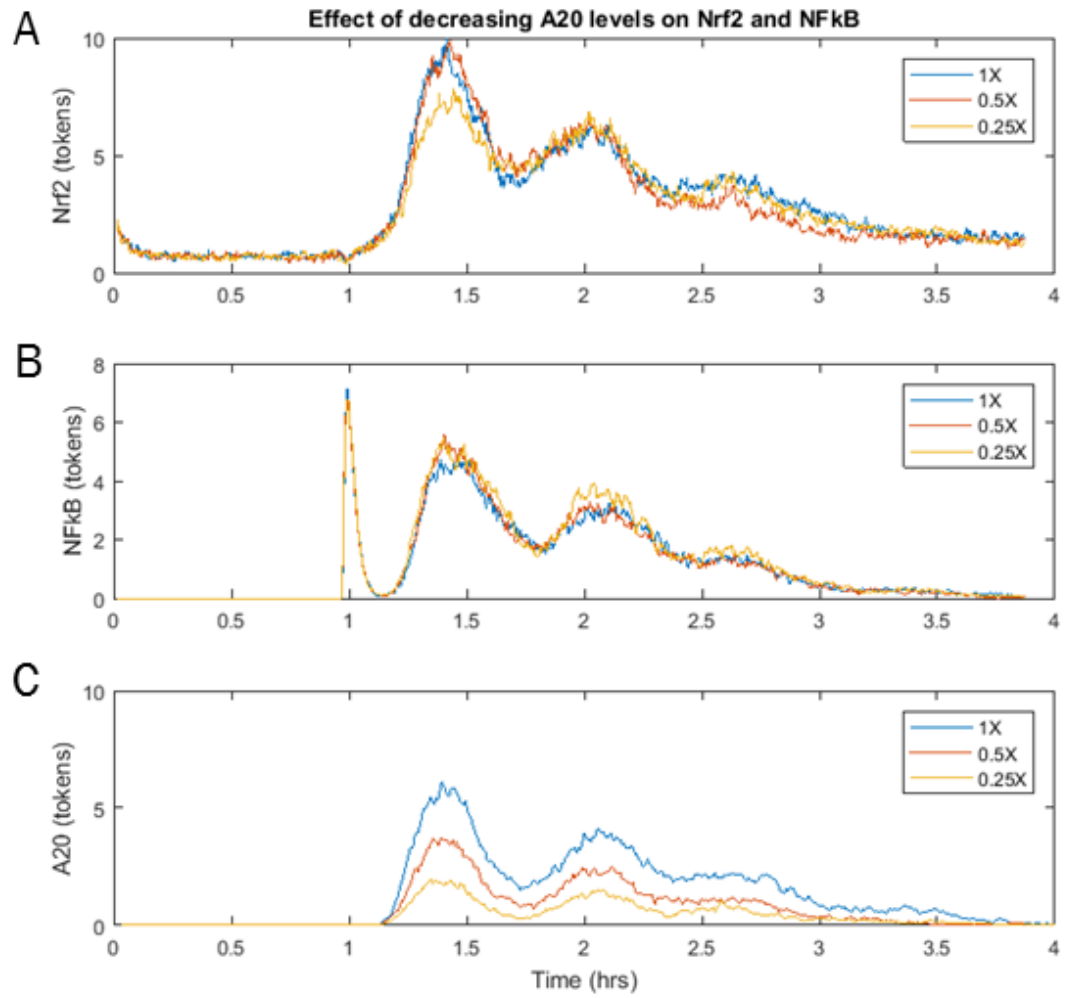 A
Effect of decreasing A20 levels on Nrf2 and NFkB
Nrf2 (tokens)
10
5
0
1X
0.5X
0.25X
0 0.5 1 1.5 2 2.5 3 3.5 4
B
NFkB (tokens)
8
6
4
2
0
1X
0.5X
0.25X
0 0.5 1 1.5 2 2.5 3 3.5 4
C
A20 (tokens)
10
5
0
1X
0.5X
0.25X
0 0.5 1 1.5 2 2.5 3 3.5 4
Time (hrs)